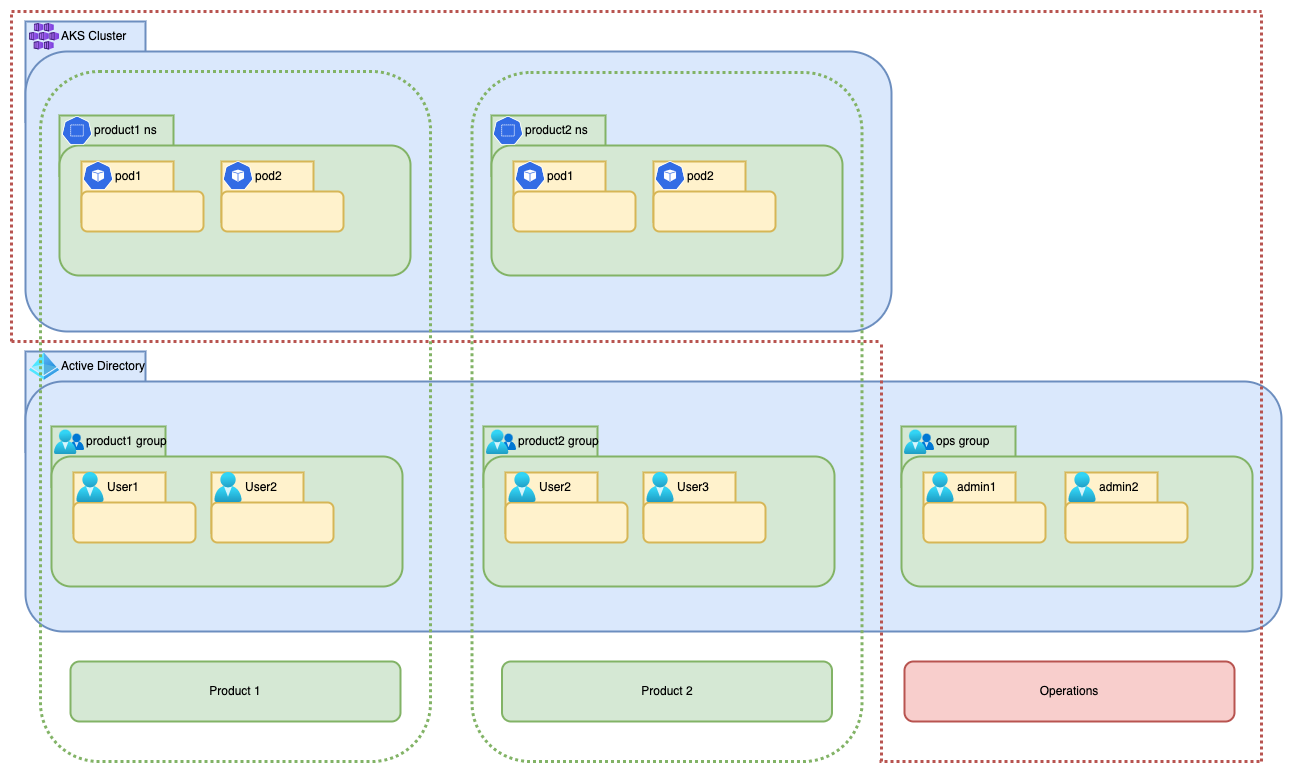 AKS Cluster
product1 ns
product2 ns
pod1
pod2
pod1
pod2
Active Directory
product1 group
product2 group
ops group
User1
User2
User2
User3
admin1
admin2
Product 1
Product 2
Operations